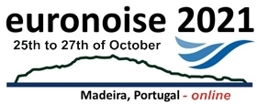 euronoise 2021
25th to 27th of October
Madeira, Portugal - online